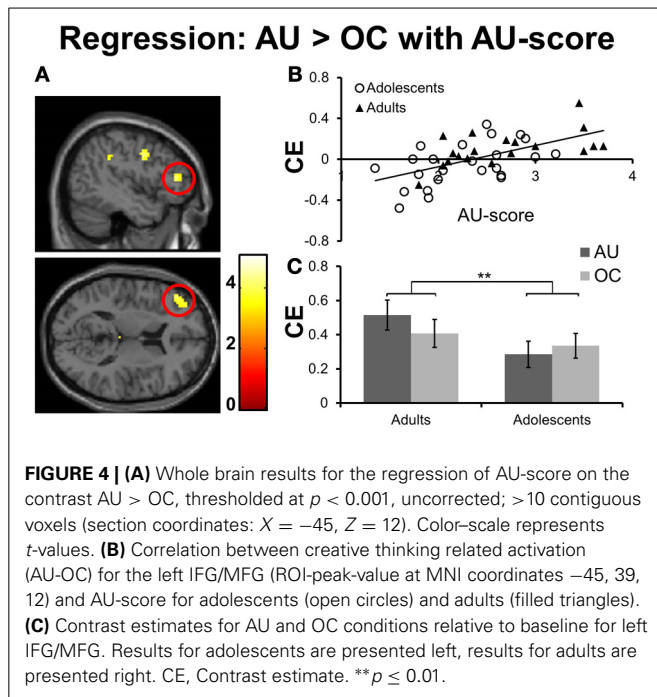 Regression: AU > OC with AU-score
A
4
2
0
B
○ Adolescents
▲ Adults
0.8
0.4
0
-0.4
-0.8
CE
1
2
3
4
AU-score
C
AU
OC
**
0.8
0.6
0.4
0.2
0
CE
Adults
Adolescents
FIGURE 4 | (A) Whole brain results for the regression of AU-score on the
contrast AU > OC, thresholded at p < 0.001, uncorrected; >10 contiguous
voxels (section coordinates: X = −45, Z = 12). Color–scale represents
t-values. (B) Correlation between creative thinking related activation
(AU-OC) for the left IFG/MFG (ROI-peak-value at MNI coordinates −45, 39,
12) and AU-score for adolescents (open circles) and adults (filled triangles).
(C) Contrast estimates for AU and OC conditions relative to baseline for left
IFG/MFG. Results for adolescents are presented left, results for adults are
presented right. CE, Contrast estimate. **p ≤ 0.01.